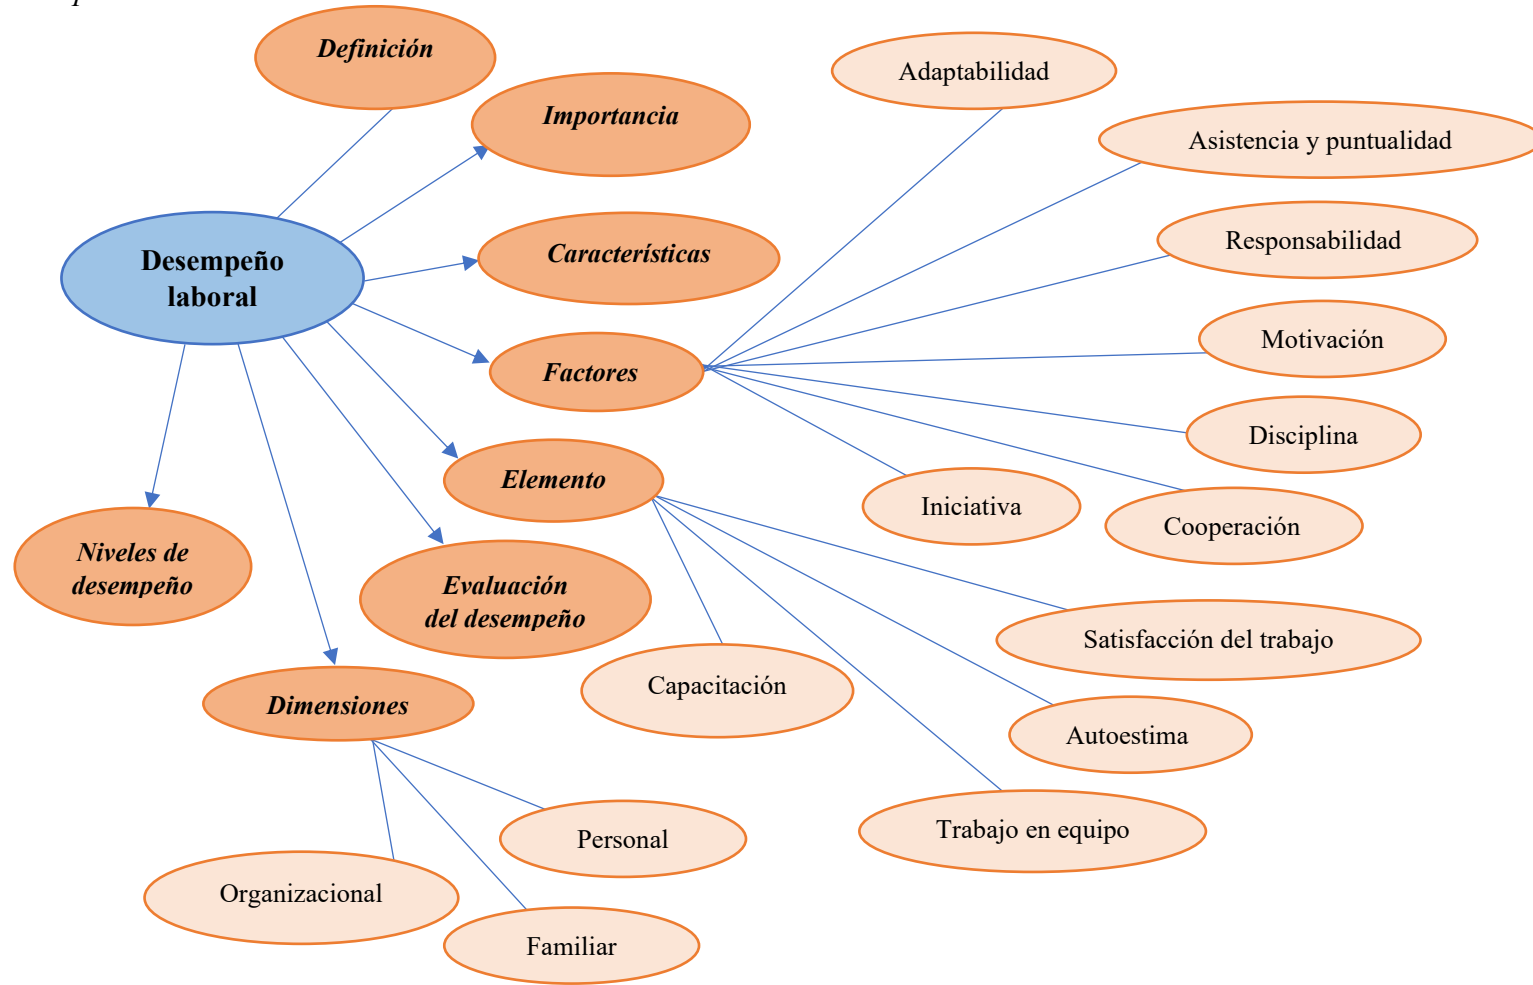 Definición
Importancia
Adaptabilidad
Asistencia y puntualidad
Desempeño
laboral
Característísticas
Responsabilidad
Factores
Motivación
Disciplina
Elemento
Iniciativa
Cooperación
Niveles de
desempeño
Evaluación
del desempeño
Satisfacción del trabajo
Capacitación
Dimensiones
Autoestima
Trabajo en equipo
Personal
Organizacional
Familiar